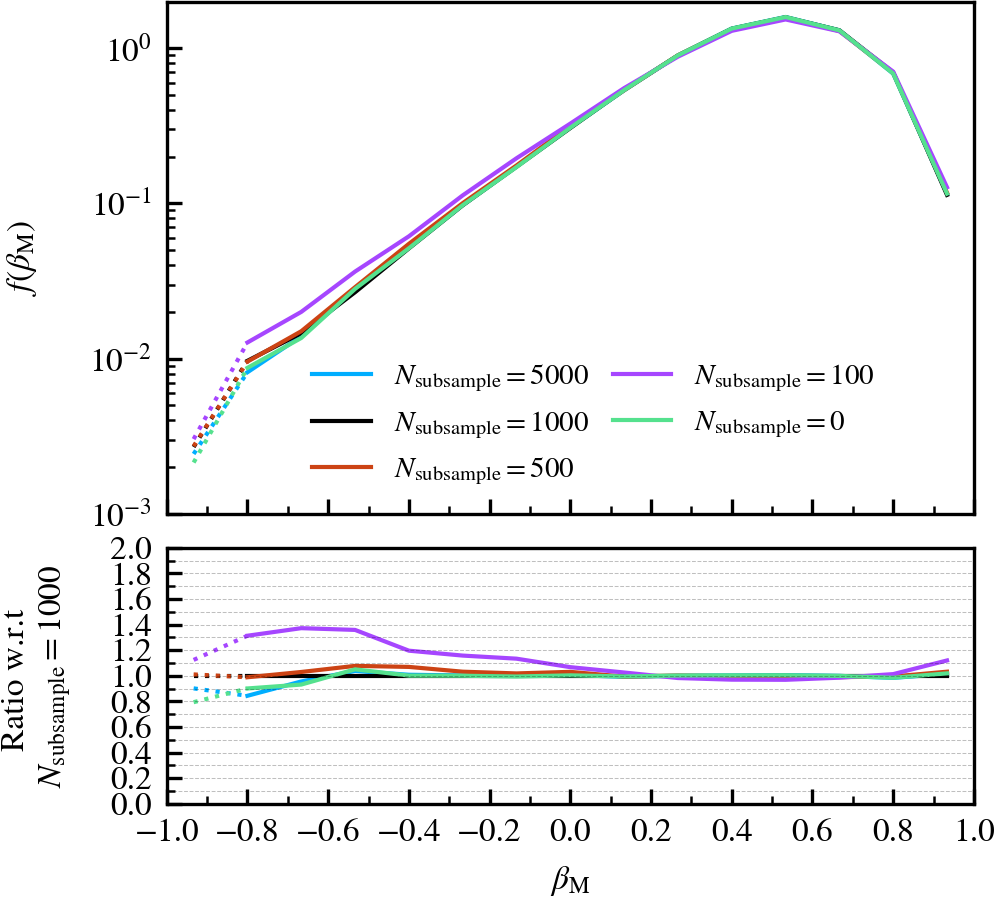 10⁰
10⁻¹
10⁻²
10⁻³
f(β_M)
N_subsample = 5000
N_subsample = 1000
N_subsample = 500
N_subsample = 100
N_subsample = 0
2.0
1.8
1.6
1.4
1.2
1.0
0.8
0.6
0.4
0.2
0.0
Ratio w.r.t
N_subsample = 1000
−1.0 −0.8 −0.6 −0.4 −0.2 0.0 0.2 0.4 0.6 0.8 1.0
β_M